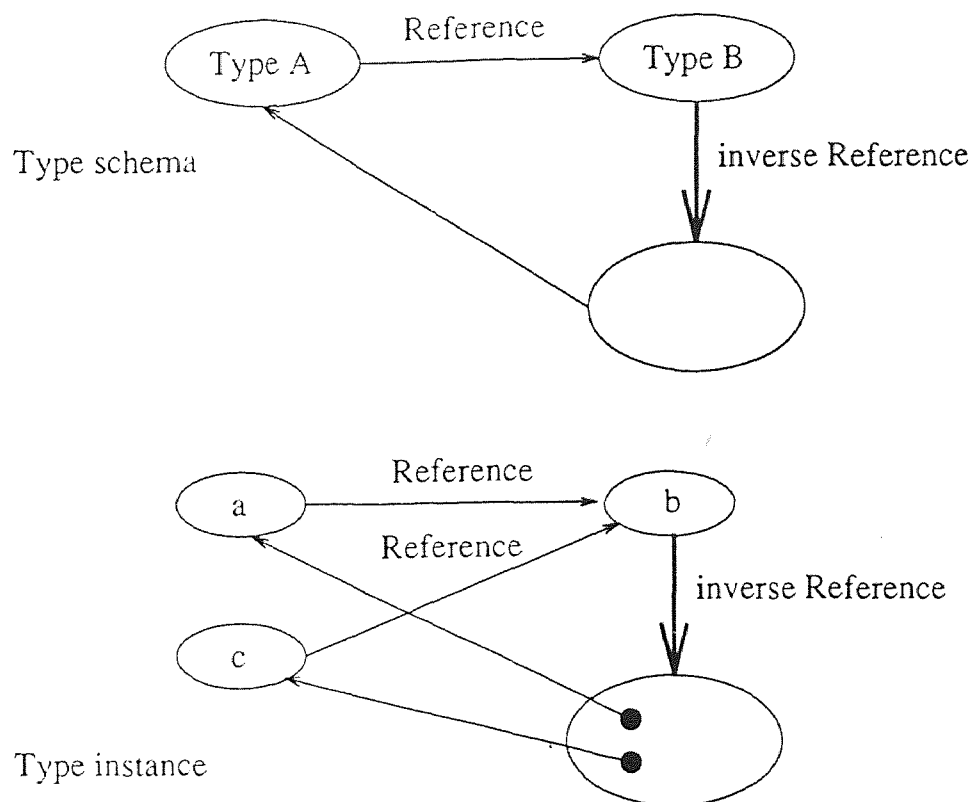 Reference
Type A
Type B
Type schema
inverse Reference
Reference
a
b
Reference
inverse Reference
c
Type instance